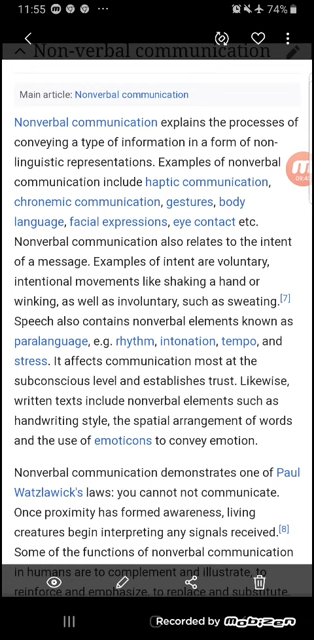 11:55
74%
Non-verbal communication
Main article: Nonverbal communication
Nonverbal communication explains the processes of
conveying a type of information in a form of non-
linguistic representations. Examples of nonverbal
communication include haptic communication,
chronemic communication, gestures, body
language, facial expressions, eye contact etc.
Nonverbal communication also relates to the intent
of a message. Examples of intent are voluntary,
intentional movements like shaking a hand or
winking, as well as involuntary, such as sweating.[7]
Speech also contains nonverbal elements known as
paralanguage, e.g. rhythm, intonation, tempo, and
stress. It affects communication most at the
subconscious level and establishes trust. Likewise,
written texts include nonverbal elements such as
handwriting style, the spatial arrangement of words
and the use of emoticons to convey emotion.
Nonverbal communication demonstrates one of Paul
Watzlawick's laws: you cannot not communicate.
Once proximity has formed awareness, living
creatures begin interpreting any signals received.[8]
Some of the functions of nonverbal communication
in humans are to complement and illustrate, to
reinforce and emphasize, to replace and substitute,
Recorded by Mobizen